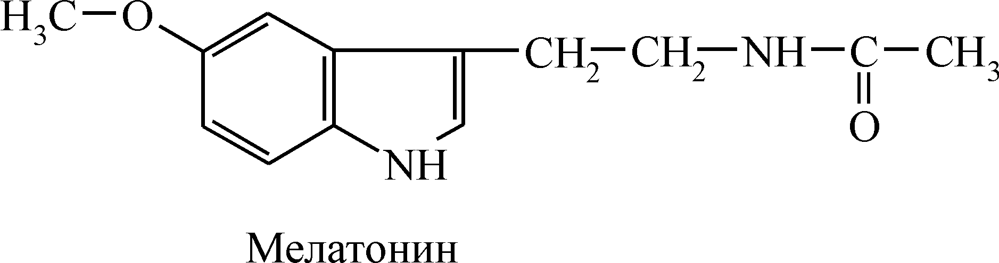 H₃C — O
CH₂ — CH₂ — NH — C — CH₃
O
NH
Мелатонин